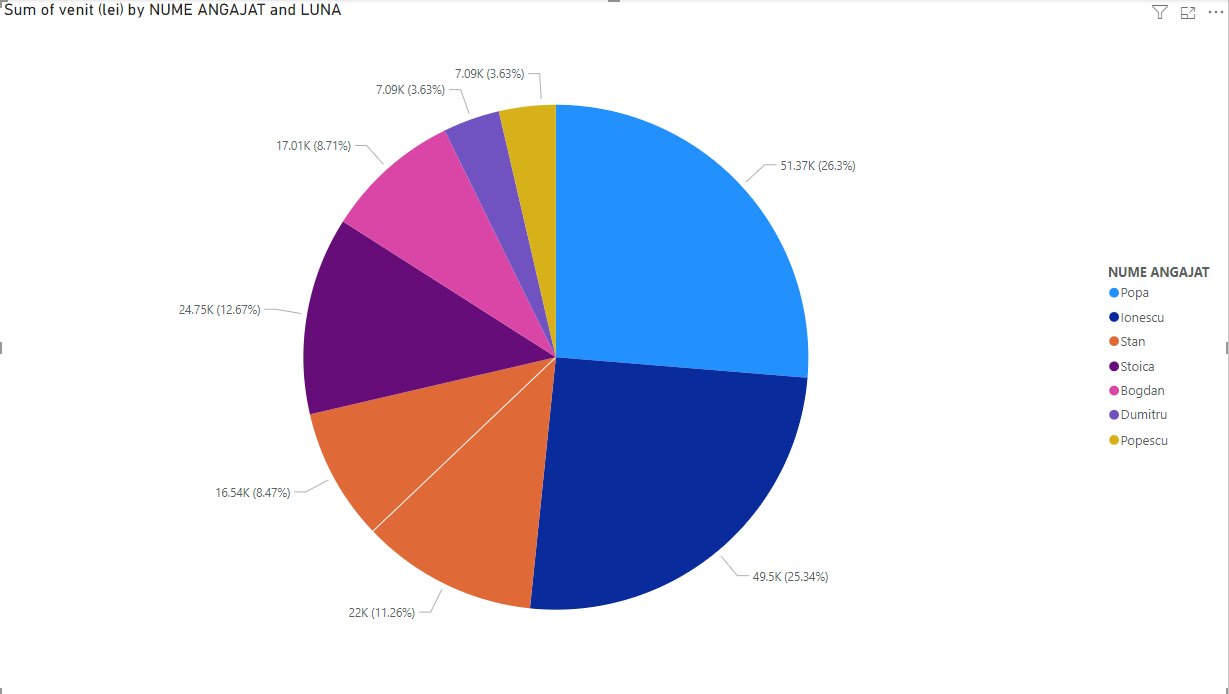 Sum of venit (lei) by NUME ANGAJAT and LUNA
7.09K (3.63%)
7.09K (3.63%)
17.01K (8.71%)
51.37K (26.3%)
24.75K (12.67%)
16.54K (8.47%)
49.5K (25.34%)
22K (11.26%)
NUME ANGAJAT
Popa
Ionescu
Stan
Stoica
Bogdan
Dumitru
Popescu